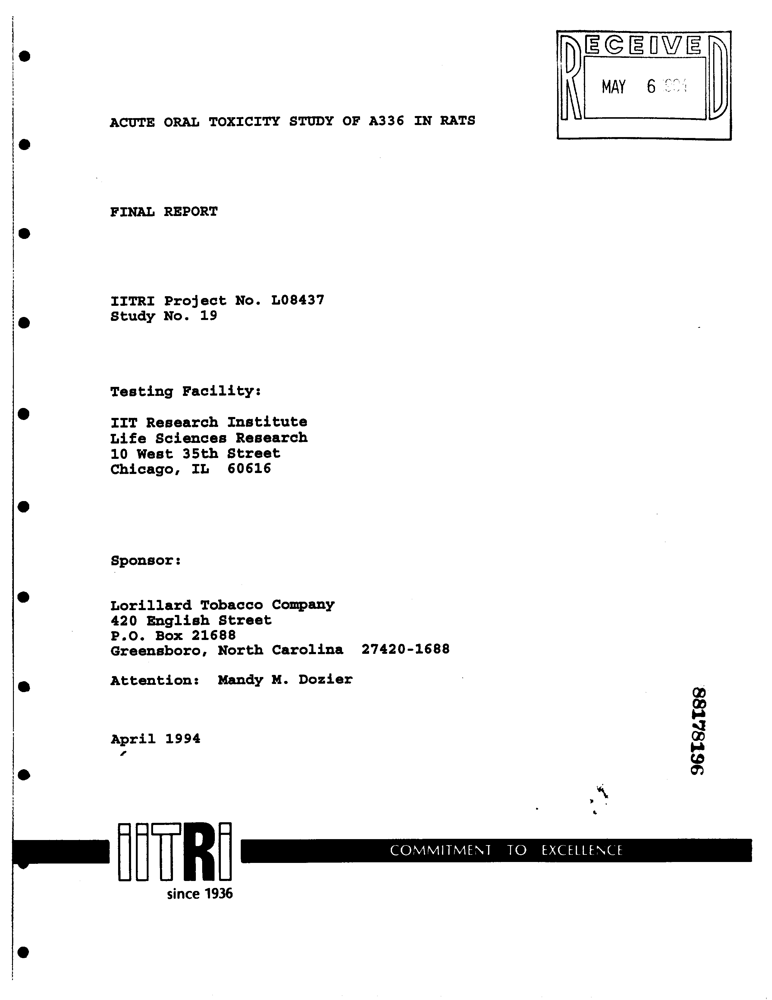 RECEIVED
MAY 6
ACUTE ORAL TOXICITY STUDY OF A336 IN RATS
FINAL REPORT
IITRI Project No. L08437
Study No. 19
Testing Facility:
IIT Research Institute
Life Sciences Research
10 West 35th Street
Chicago, IL 60616
Sponsor:
Lorillard Tobacco Company
420 English Street
P.O. Box 21688
Greensboro, North Carolina 27420-1688
Attention: Mandy M. Dozier
April 1994
88178196
IITRI
COMMITMENT TO EXCELLENCE
since 1936